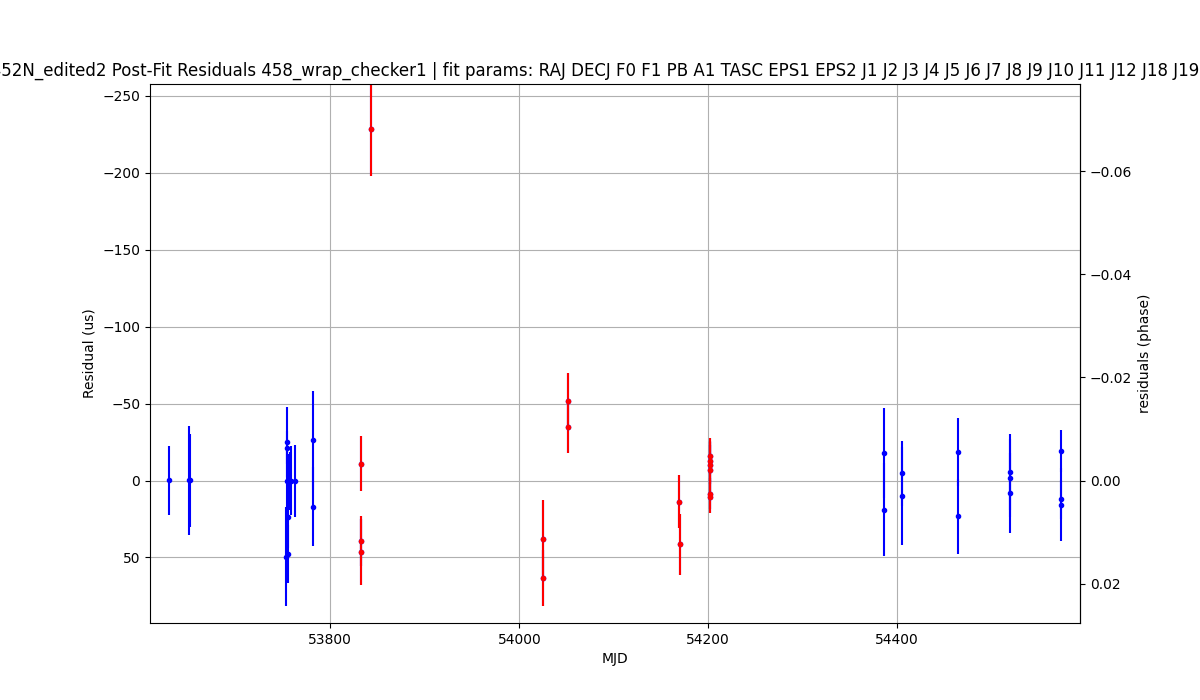 52N_edited2 Post-Fit Residuals 458_wrap_checker1 | fit params: RAJ DECJ F0 F1 PB A1 TASC EPS1 EPS2 J1 J2 J3 J4 J5 J6 J7 J8 J9 J10 J11 J12 J18 J19
−250
−200
−150
−100
−50
0
50
Residual (us)
−0.06
−0.04
−0.02
0.00
0.02
residuals (phase)
53800 54000 54200 54400
MJD